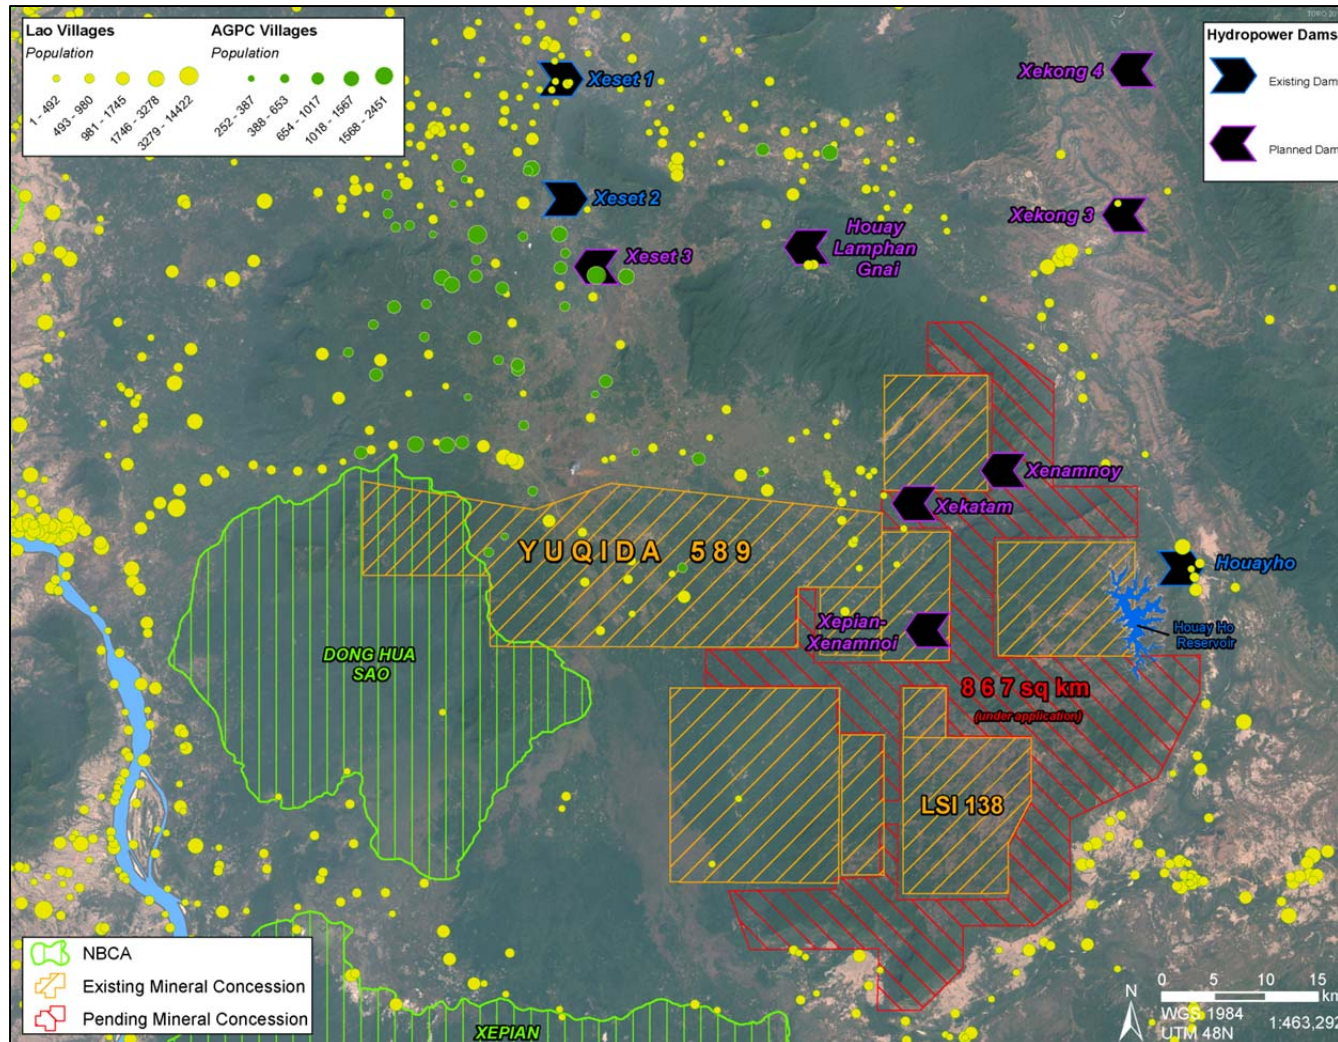 Lao Villages
Population
1 - 492
493 - 980
981 - 1745
1746 - 3278
3279 - 14422
AGPC Villages
Population
252 - 387
388 - 653
654 - 1017
1018 - 1567
1568 - 2451
Hydropower Dams
Existing Dam
Planned Dam
Xeset 1
Xekong 4
Xeset 2
Xekong 3
Houay
Lamphan
Gnai
Xeset 3
Xenamnoy
Xekatam
YUQIDA 589
Houayho
Xepian-
Xenamnoi
Houay Ho
Reservoir
DONG HUA
SAO
867 sq km
(under application)
LSI 138
NBCA
Existing Mineral Concession
Pending Mineral Concession
XEPIAN
N
0 5 10 15
km
WGS 1984
UTM 48N
1:463,292